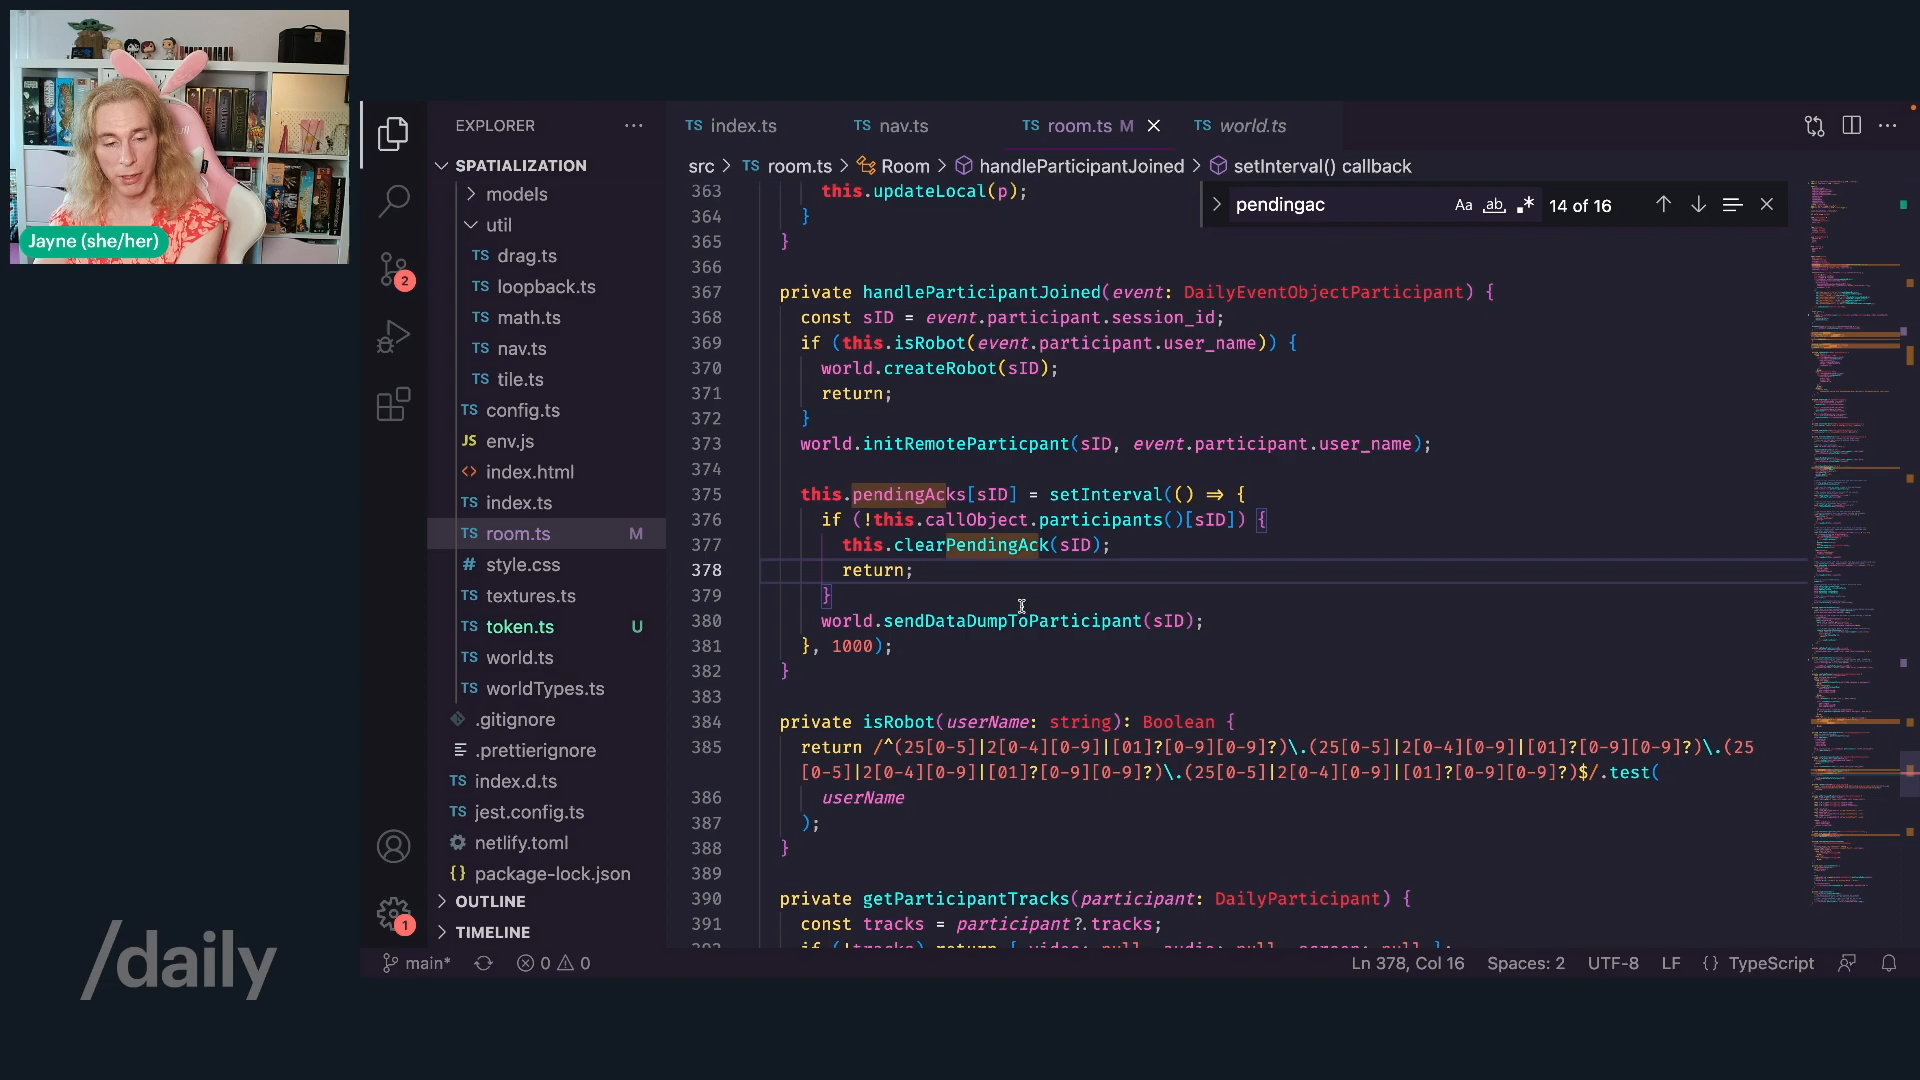 Jayne (she/her)
/daily
EXPLORER
SPATIALIZATION
models
util
TS drag.ts
TS loopback.ts
TS math.ts
TS nav.ts
TS tile.ts
TS config.ts
JS env.js
<> index.html
TS index.ts
TS room.ts M
# style.css
TS textures.ts
TS token.ts U
TS world.ts
TS worldTypes.ts
.gitignore
.prettierignore
TS index.d.ts
TS jest.config.ts
netlify.toml
{} package-lock.json
OUTLINE
TIMELINE
2
1
TS index.ts TS nav.ts TS room.ts M TS world.ts
src > TS room.ts > Room > handleParticipantJoined > setInterval() callback
pendingac Aa ab .* 14 of 16
363 this.updateLocal(p);
364 }
365 }
366
367 private handleParticipantJoined(event: DailyEventObjectParticipant) {
368 const sID = event.participant.session_id;
369 if (this.isRobot(event.participant.user_name)) {
370 world.createRobot(sID);
371 return;
372 }
373 world.initRemoteParticpant(sID, event.participant.user_name);
374
375 this.pendingAcks[sID] = setInterval(() => {
376 if (!this.callObject.participants()[sID]) {
377 this.clearPendingAck(sID);
378 return;
379 }
380 world.sendDataDumpToParticipant(sID);
381 }, 1000);
382 }
383
384 private isRobot(userName: string): Boolean {
385 return /^(25[0-5]|2[0-4][0-9]|[01]?[0-9][0-9]?)\.(25[0-5]|2[0-4][0-9]|[01]?[0-9][0-9]?)\.(25
[0-5]|2[0-4][0-9]|[01]?[0-9][0-9]?)\.(25[0-5]|2[0-4][0-9]|[01]?[0-9][0-9]?)$/.test(
386 userName
387 );
388 }
389
390 private getParticipantTracks(participant: DailyParticipant) {
391 const tracks = participant?.tracks;
392 if (!tracks) return { video: null, audio: null, screen: null };
main* 0 0 Ln 378, Col 16 Spaces: 2 UTF-8 LF {} TypeScript